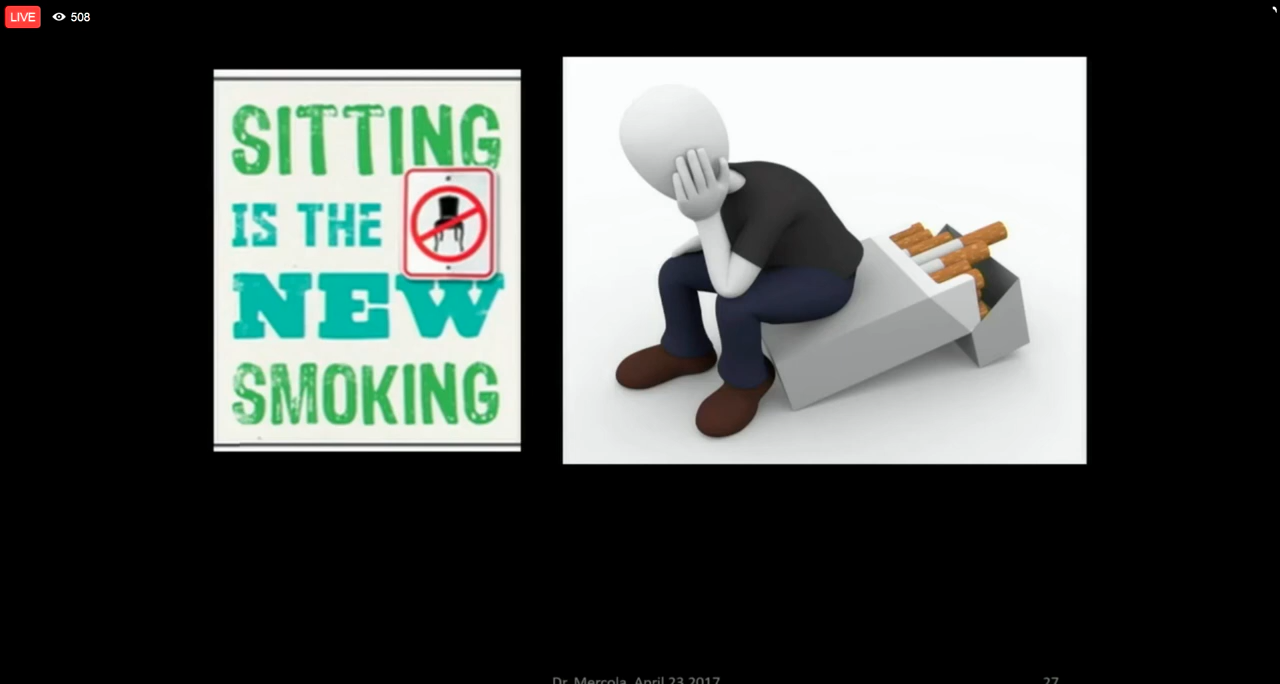 LIVE 508
SITTING
IS THE
NEW
SMOKING
Dr. Mercola, April 23 2017 27